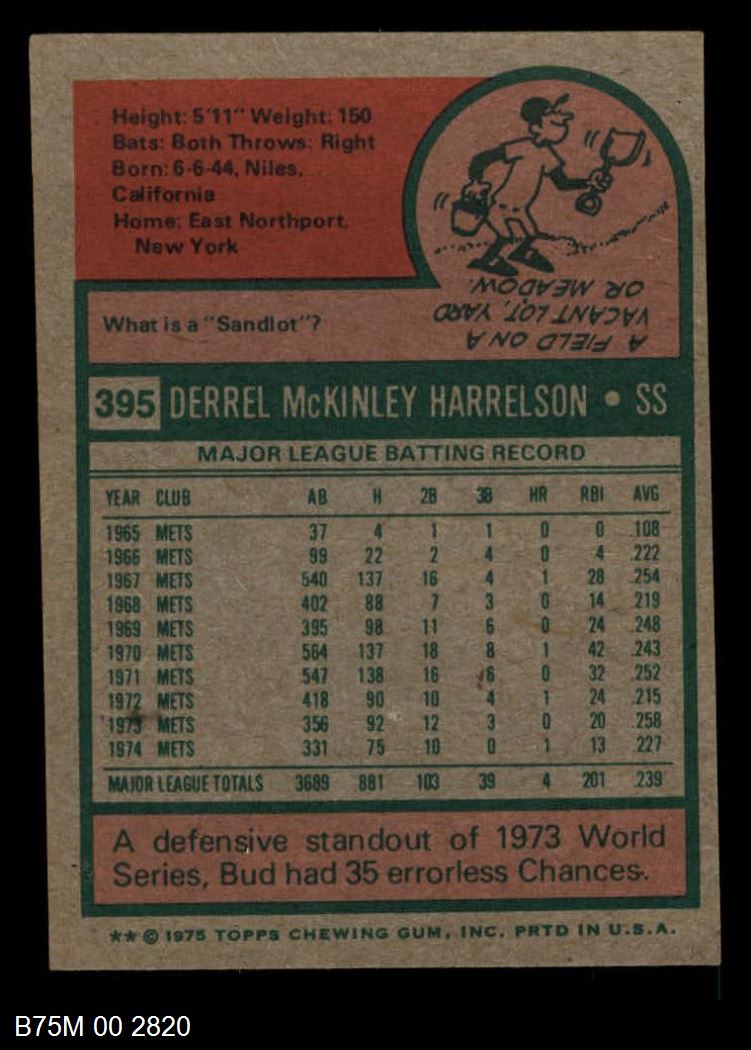 Height: 5'11" Weight: 150
Bats: Both Throws: Right
Born: 6-6-44, Niles,
California
Home: East Northport,
New York
What is a "Sandlot"?
A FIELD ON A
VACANT LOT, YARD
OR MEADOW.
395 DERREL McKINLEY HARRELSON • SS
MAJOR LEAGUE BATTING RECORD
YEAR CLUB AB H 2B 3B HR RBI AVG
1965 METS 37 4 1 1 0 0 .108
1966 METS 99 22 2 4 0 4 .222
1967 METS 540 137 16 4 1 28 .254
1968 METS 402 88 7 3 0 14 .219
1969 METS 395 98 11 6 0 24 .248
1970 METS 564 137 18 8 1 42 .243
1971 METS 547 138 16 6 0 32 .252
1972 METS 418 90 10 4 1 24 .215
1973 METS 356 92 12 3 0 20 .258
1974 METS 331 75 10 0 1 13 .227
MAJOR LEAGUE TOTALS 3689 881 103 39 4 201 .239
A defensive standout of 1973 World
Series, Bud had 35 errorless Chances.
** © 1975 TOPPS CHEWING GUM, INC. PRTD IN U.S.A.
B75M 00 2820